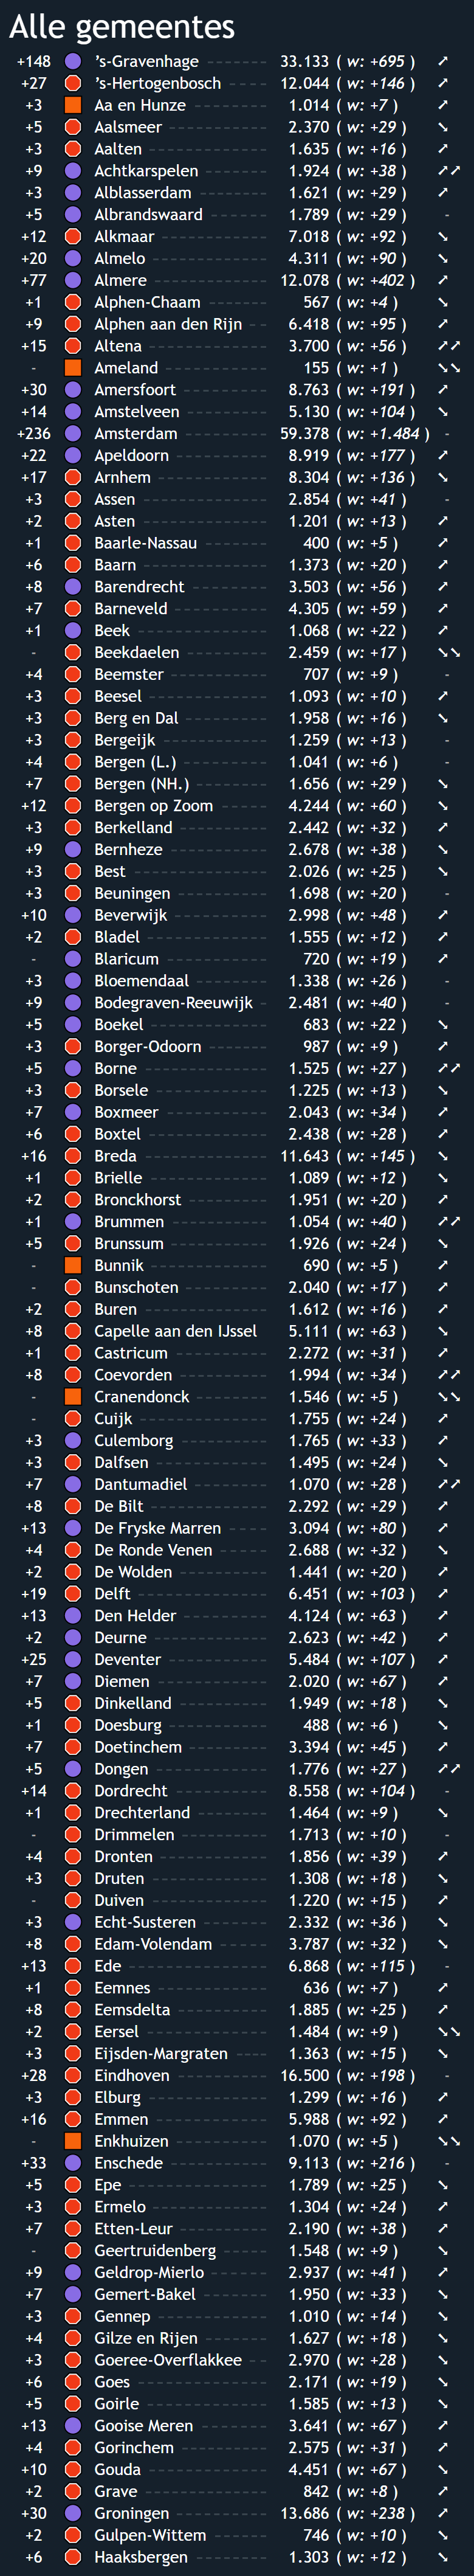 Alle gemeentes
+148 's-Gravenhage 33.133 ( w: +695 )
+27 's-Hertogenbosch 12.044 ( w: +146 )
+3 Aa en Hunze 1.014 ( w: +7 )
+5 Aalsmeer 2.370 ( w: +29 )
+3 Aalten 1.635 ( w: +16 )
+9 Achtkarspelen 1.924 ( w: +38 )
+3 Alblasserdam 1.621 ( w: +29 )
+5 Albrandswaard 1.789 ( w: +29 ) -
+12 Alkmaar 7.018 ( w: +92 )
+20 Almelo 4.311 ( w: +90 )
+77 Almere 12.078 ( w: +402 )
+1 Alphen-Chaam 567 ( w: +4 )
+9 Alphen aan den Rijn 6.418 ( w: +95 )
+15 Altena 3.700 ( w: +56 )
- Ameland 155 ( w: +1 )
+30 Amersfoort 8.763 ( w: +191 )
+14 Amstelveen 5.130 ( w: +104 )
+236 Amsterdam 59.378 ( w: +1.484 ) -
+22 Apeldoorn 8.919 ( w: +177 )
+17 Arnhem 8.304 ( w: +136 )
+3 Assen 2.854 ( w: +41 ) -
+2 Asten 1.201 ( w: +13 )
+1 Baarle-Nassau 400 ( w: +5 )
+6 Baarn 1.373 ( w: +20 )
+8 Barendrecht 3.503 ( w: +56 )
+7 Barneveld 4.305 ( w: +59 )
+1 Beek 1.068 ( w: +22 )
- Beekdaelen 2.459 ( w: +17 )
+4 Beemster 707 ( w: +9 ) -
+3 Beesel 1.093 ( w: +10 )
+3 Berg en Dal 1.958 ( w: +16 )
+3 Bergeijk 1.259 ( w: +13 ) -
+4 Bergen (L.) 1.041 ( w: +6 ) -
+7 Bergen (NH.) 1.656 ( w: +29 )
+12 Bergen op Zoom 4.244 ( w: +60 )
+3 Berkelland 2.442 ( w: +32 )
+9 Bernheze 2.678 ( w: +38 )
+3 Best 2.026 ( w: +25 )
+3 Beuningen 1.698 ( w: +20 ) -
+10 Beverwijk 2.998 ( w: +48 )
+2 Bladel 1.555 ( w: +12 )
- Blaricum 720 ( w: +19 )
+3 Bloemendaal 1.338 ( w: +26 ) -
+9 Bodegraven-Reeuwijk 2.481 ( w: +40 ) -
+5 Boekel 683 ( w: +22 )
+3 Borger-Odoorn 987 ( w: +9 )
+5 Borne 1.525 ( w: +27 )
+3 Borsele 1.225 ( w: +13 )
+7 Boxmeer 2.043 ( w: +34 )
+6 Boxtel 2.438 ( w: +28 )
+16 Breda 11.643 ( w: +145 )
+1 Brielle 1.089 ( w: +12 )
+2 Bronckhorst 1.951 ( w: +20 )
+1 Brummen 1.054 ( w: +40 )
+5 Brunssum 1.926 ( w: +24 )
- Bunnik 690 ( w: +5 )
- Bunschoten 2.040 ( w: +17 )
+2 Buren 1.612 ( w: +16 )
+8 Capelle aan den IJssel 5.111 ( w: +63 )
+1 Castricum 2.272 ( w: +31 )
+8 Coevorden 1.994 ( w: +34 )
- Cranendonck 1.546 ( w: +5 )
- Cuijk 1.755 ( w: +24 )
+3 Culemborg 1.765 ( w: +33 )
+3 Dalfsen 1.495 ( w: +24 )
+7 Dantumadiel 1.070 ( w: +28 )
+8 De Bilt 2.292 ( w: +29 )
+13 De Fryske Marren 3.094 ( w: +80 )
+4 De Ronde Venen 2.688 ( w: +32 )
+2 De Wolden 1.441 ( w: +20 )
+19 Delft 6.451 ( w: +103 )
+13 Den Helder 4.124 ( w: +63 )
+2 Deurne 2.623 ( w: +42 )
+25 Deventer 5.484 ( w: +107 )
+7 Diemen 2.020 ( w: +67 )
+5 Dinkelland 1.949 ( w: +18 )
+1 Doesburg 488 ( w: +6 )
+7 Doetinchem 3.394 ( w: +45 )
+5 Dongen 1.776 ( w: +27 )
+14 Dordrecht 8.558 ( w: +104 ) -
+1 Drechterland 1.464 ( w: +9 )
- Drimmelen 1.713 ( w: +10 ) -
+4 Dronten 1.856 ( w: +39 )
+3 Druten 1.308 ( w: +18 )
- Duiven 1.220 ( w: +15 )
+3 Echt-Susteren 2.332 ( w: +36 )
+8 Edam-Volendam 3.787 ( w: +32 )
+13 Ede 6.868 ( w: +115 ) -
+1 Eemnes 636 ( w: +7 )
+8 Eemsdelta 1.885 ( w: +25 )
+2 Eersel 1.484 ( w: +9 )
+3 Eijsden-Margraten 1.363 ( w: +15 )
+28 Eindhoven 16.500 ( w: +198 ) -
+3 Elburg 1.299 ( w: +16 )
+16 Emmen 5.988 ( w: +92 )
- Enkhuizen 1.070 ( w: +5 )
+33 Enschede 9.113 ( w: +216 ) -
+5 Epe 1.789 ( w: +25 )
+3 Ermelo 1.304 ( w: +24 )
+7 Etten-Leur 2.190 ( w: +38 )
- Geertruidenberg 1.548 ( w: +9 )
+9 Geldrop-Mierlo 2.937 ( w: +41 )
+7 Gemert-Bakel 1.950 ( w: +33 )
+3 Gennep 1.010 ( w: +14 )
+4 Gilze en Rijen 1.627 ( w: +18 )
+3 Goeree-Overflakkee 2.970 ( w: +28 )
+6 Goes 2.171 ( w: +19 )
+5 Goirle 1.585 ( w: +13 )
+13 Gooise Meren 3.641 ( w: +67 )
+4 Gorinchem 2.575 ( w: +31 )
+10 Gouda 4.451 ( w: +67 )
+2 Grave 842 ( w: +8 )
+30 Groningen 13.686 ( w: +238 )
+2 Gulpen-Wittem 746 ( w: +10 )
+6 Haaksbergen 1.303 ( w: +12 )